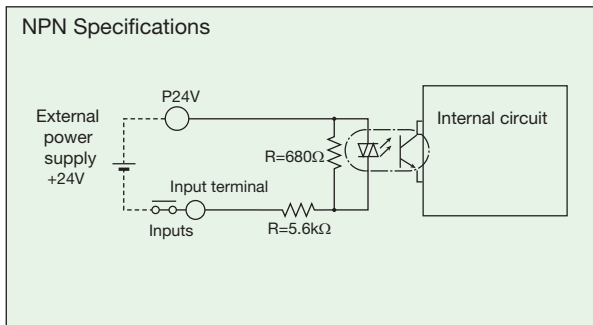 NPN Specifications
P24V
External
power
supply
+24V
Internal circuit
R=680Ω
Input terminal
Inputs
R=5.6kΩ